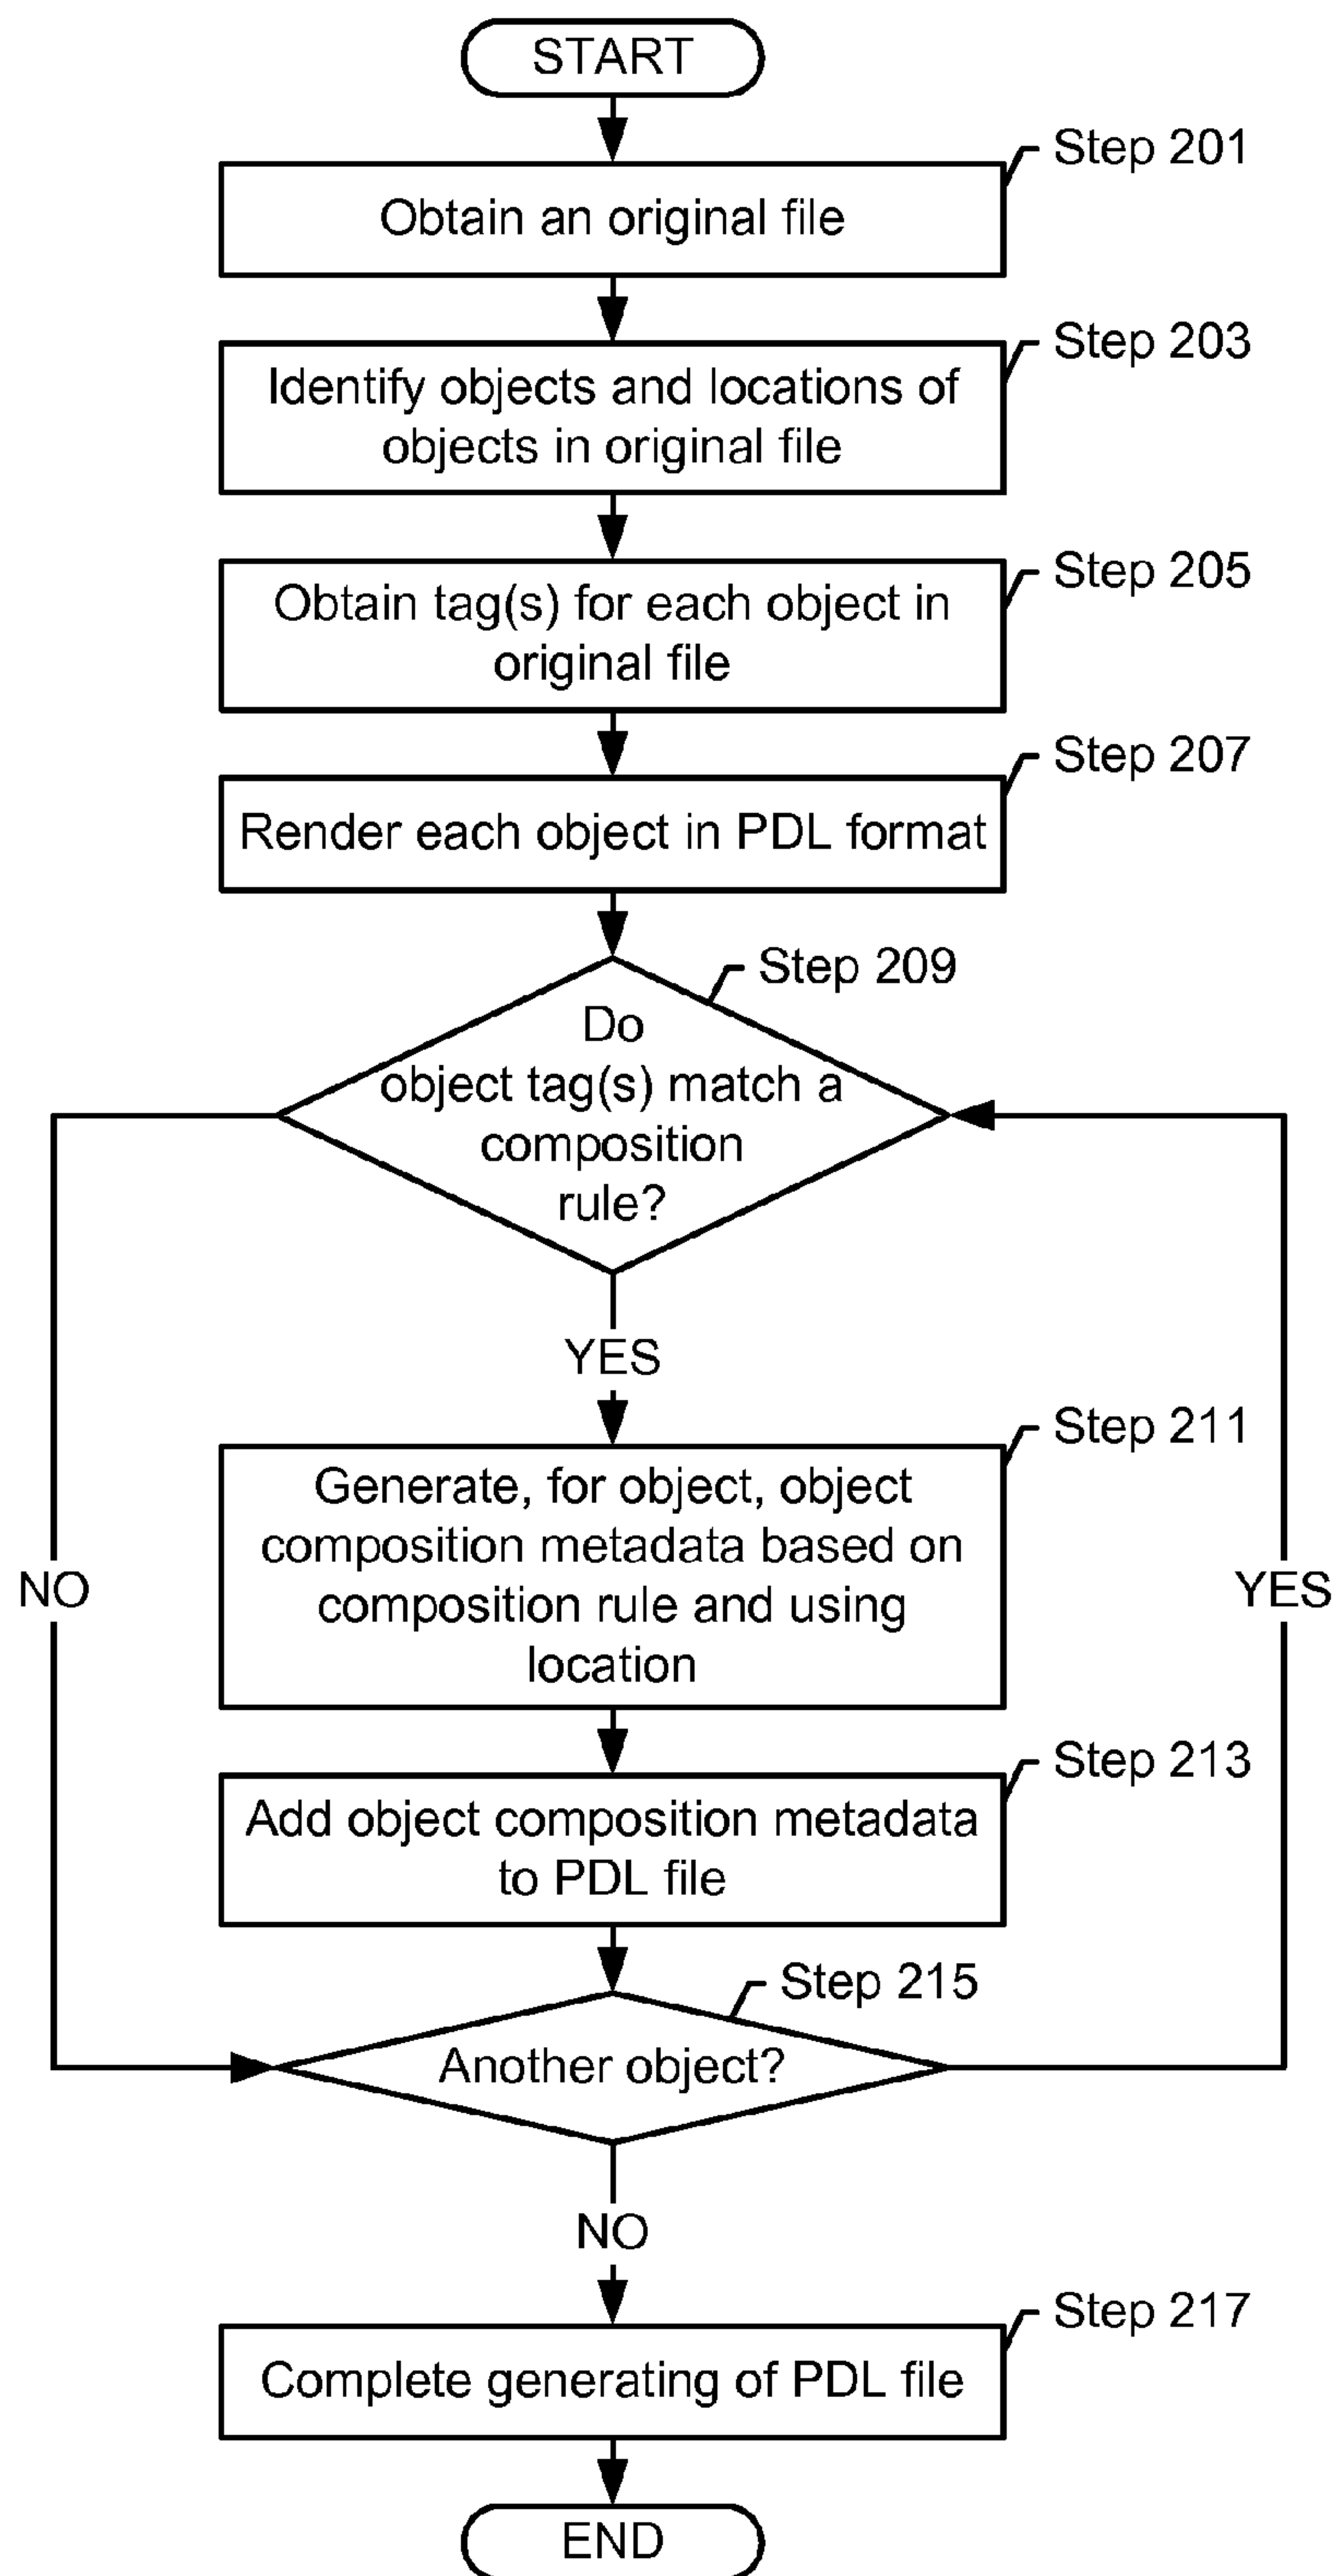 START
Step 201
Obtain an original file
Step 203
Identify objects and locations of
objects in original file
Step 205
Obtain tag(s) for each object in
original file
Step 207
Render each object in PDL format
Step 209
Do
object tag(s) match a
composition
rule?
YES
Step 211
Generate, for object, object
composition metadata based on
composition rule and using
location
NO
YES
Step 213
Add object composition metadata
to PDL file
Step 215
Another object?
NO
Step 217
Complete generating of PDL file
END